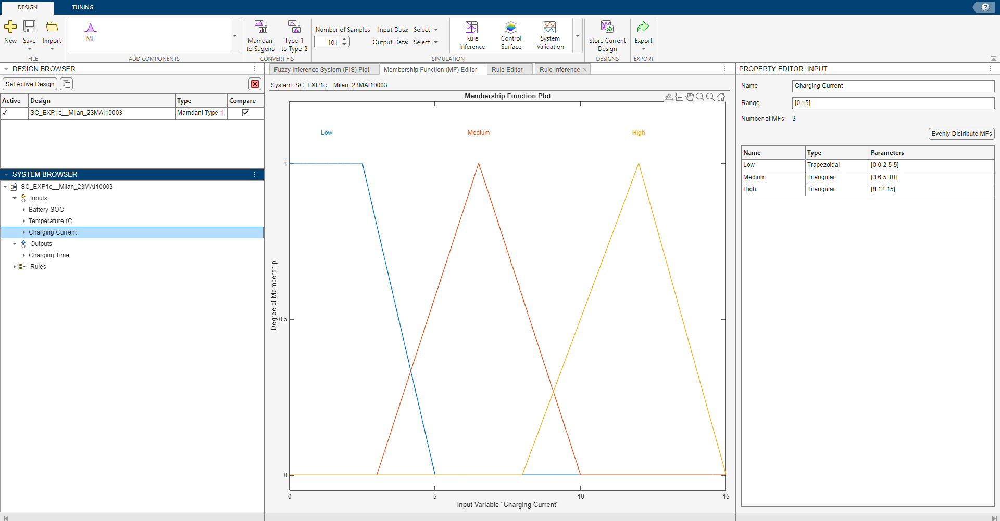 DESIGN TUNING
?
New Save Import
MF
Mamdani to Sugeno
Type-1 to Type-2
Number of Samples
101
Input Data: Select
Output Data: Select
Rule Inference
Control Surface
System Validation
Store Current Design
Export
FILE ADD COMPONENTS CONVERT FIS SIMULATION DESIGNS EXPORT
DESIGN BROWSER
Set Active Design
Active Design Type Compare
SC_EXP1c__Milan_23MAI10003 Mamdani Type-1
SYSTEM BROWSER
SC_EXP1c__Milan_23MAI10003
Inputs
Battery SOC
Temperature (C
Charging Current
Outputs
Charging Time
Rules
Fuzzy Inference System (FIS) Plot Membership Function (MF) Editor Rule Editor Rule Inference
System: SC_EXP1c__Milan_23MAI10003
Membership Function Plot
Low Medium High
1
0.5
0
Degree of Membership
0 5 10 15
Input Variable "Charging Current"
PROPERTY EDITOR: INPUT
Name Charging Current
Range [0 15]
Number of MFs: 3
Evenly Distribute MFs
Name Type Parameters
Low Trapezoidal [0 0 2.5 5]
Medium Triangular [3 6.5 10]
High Triangular [8 12 15]